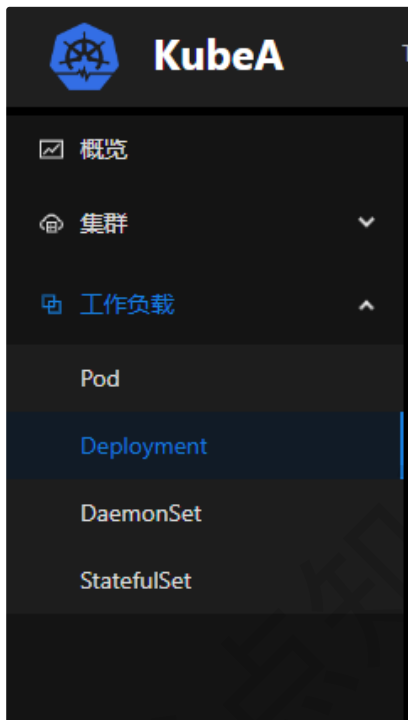 KubeA
概览
集群
工作负载
Pod
Deployment
DaemonSet
StatefulSet